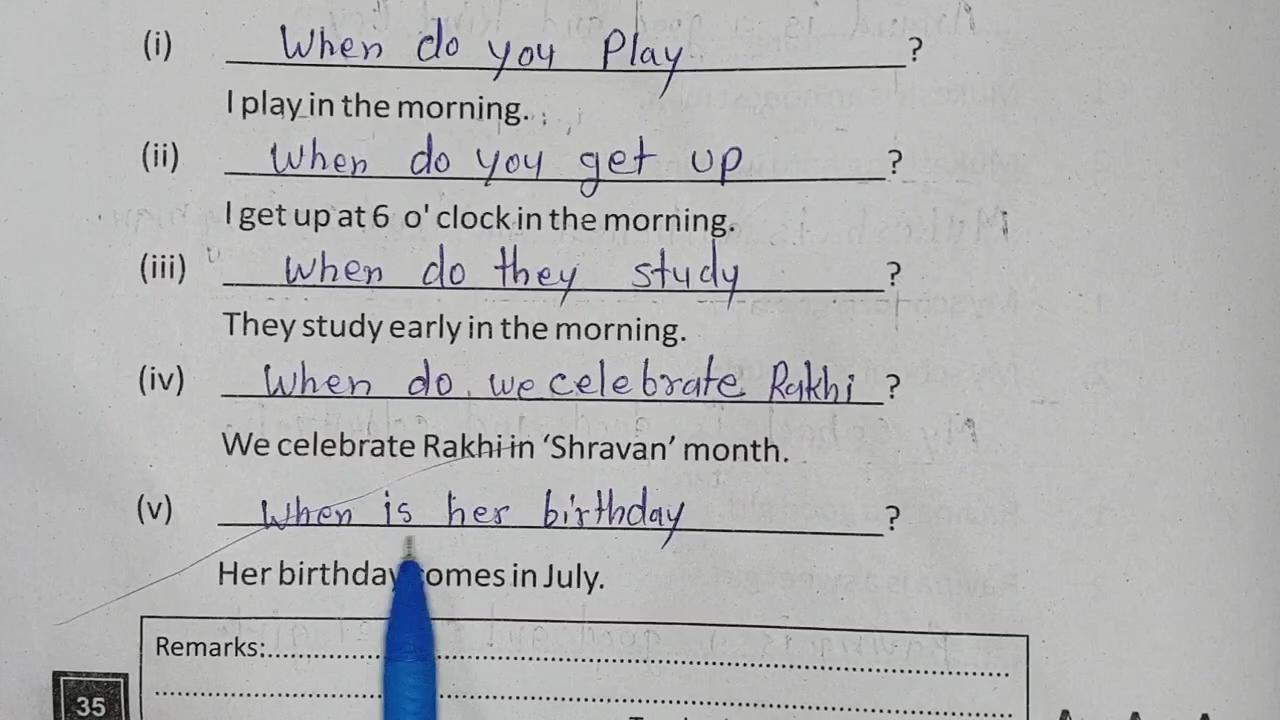 (i) When do you Play ?
I play in the morning.
(ii) When do you get up ?
I get up at 6 o' clock in the morning.
(iii) When do they study ?
They study early in the morning.
(iv) When do we celebrate Rakhi ?
We celebrate Rakhi in ‘Shravan’ month.
(v) When is her birthday ?
Her birthday comes in July.
Remarks:
35